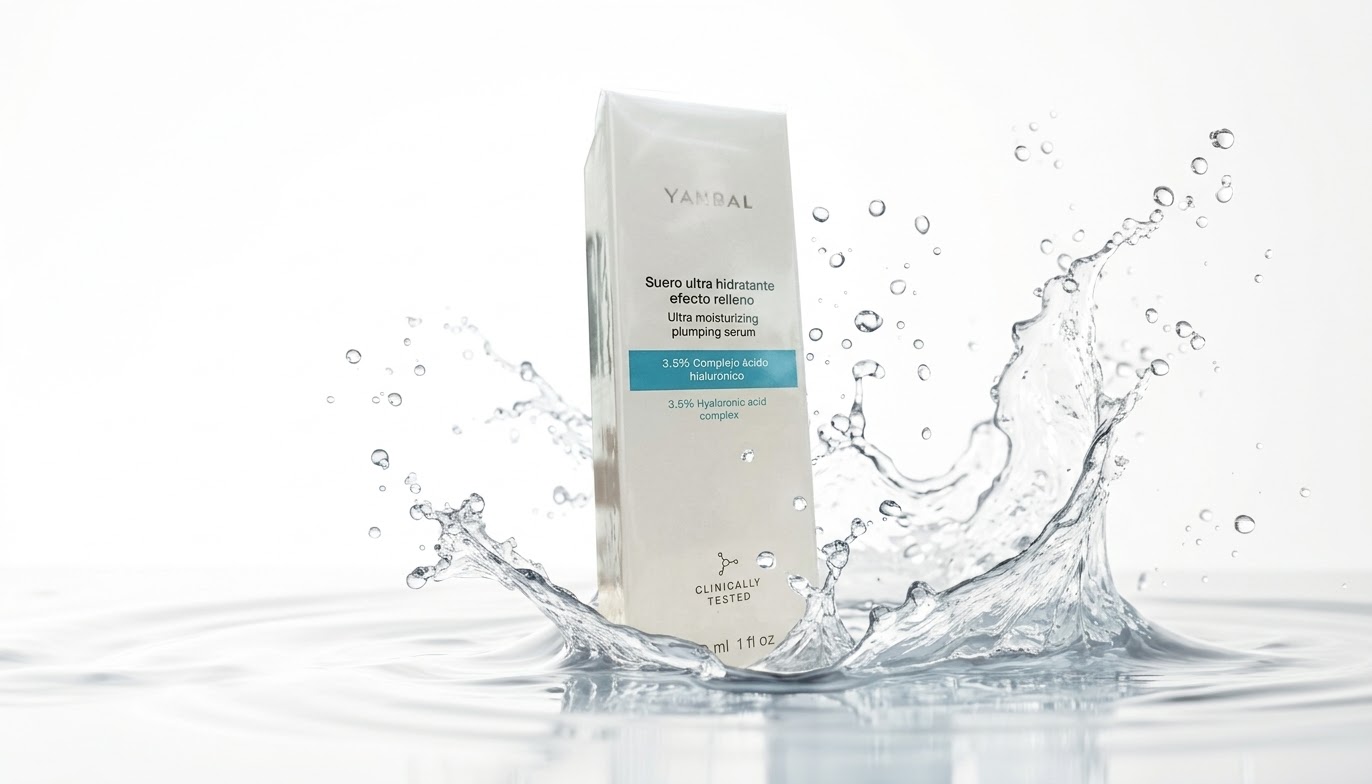 YANBAL
Suero ultra hidratante
efecto relleno
Ultra moisturizing
plumping serum
3.5% Complejo Ácido
hialurónico
3.5% Hyaluronic acid
complex
CLINICALLY
TESTED
ml 1 fl oz